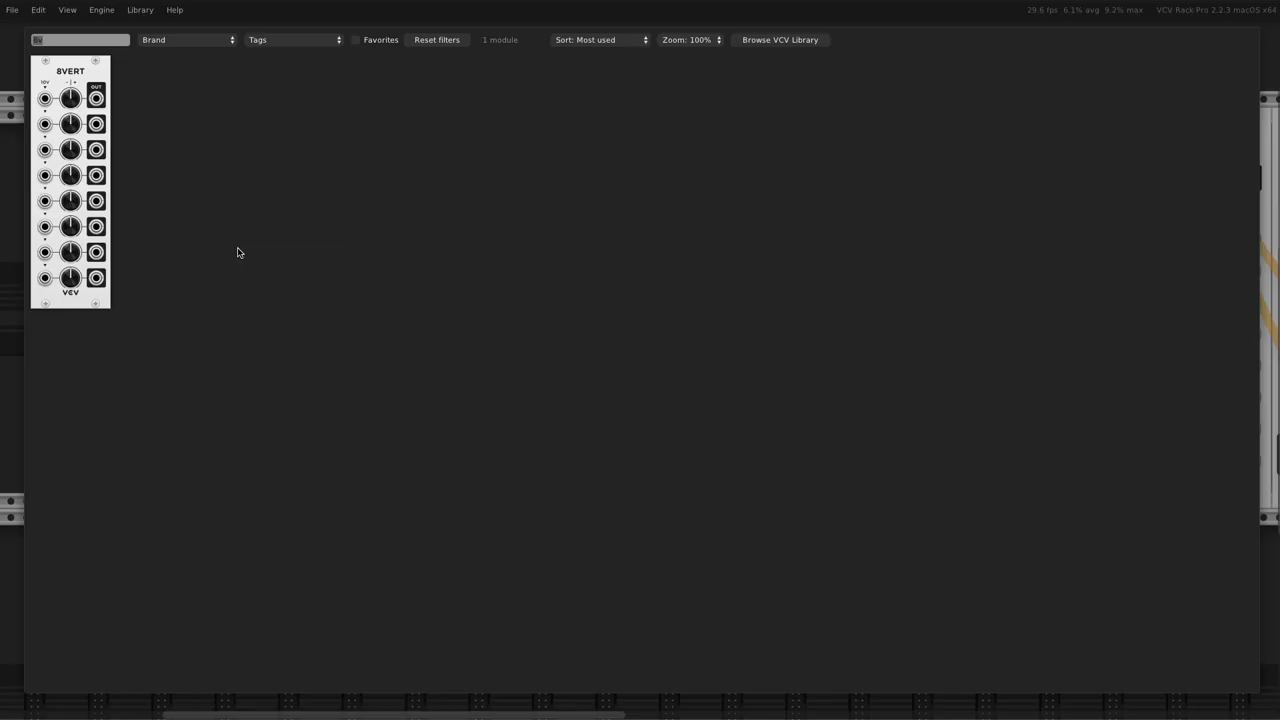 File Edit View Engine Library Help 29.6 fps 6.1% avg 9.2% max VCV Rack Pro 2.2.3 macOS x64
8v Brand Tags Favorites Reset filters 1 module Sort: Most used Zoom: 100% Browse VCV Library
8VERT
10V - | + OUT
VCV